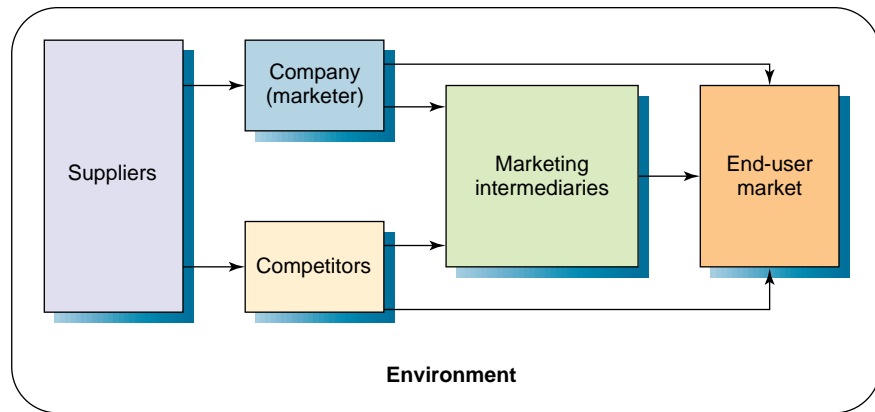 Suppliers
Company
(marketer)
Competitors
Marketing
intermediaries
End-user
market
Environment